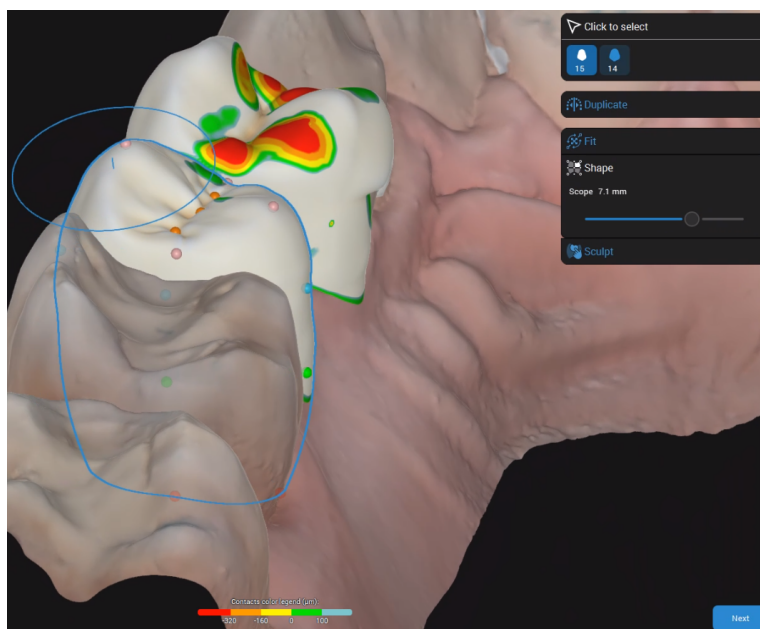 Click to select
15 14
Duplicate
Fit
Shape
Scope 7.1 mm
Sculpt
Contacts color legend (µm)
-320 -160 0 100
Next